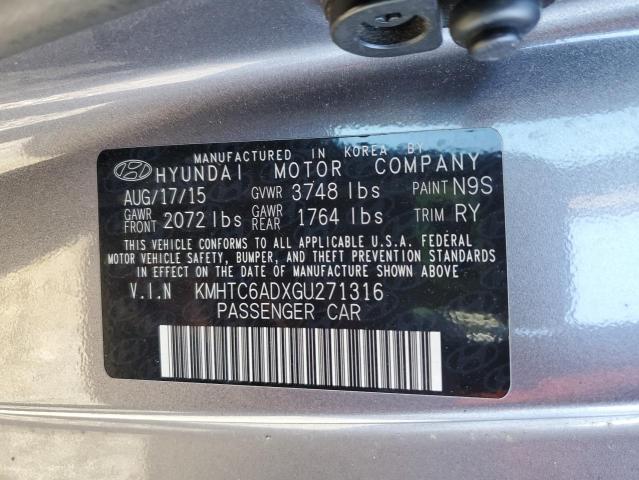 MANUFACTURED IN KOREA BY
HYUNDAI MOTOR COMPANY
AUG/17/15 GVWR 3748 lbs PAINT N9S
GAWR FRONT 2072 lbs GAWR REAR 1764 lbs TRIM RY
THIS VEHICLE CONFORMS TO ALL APPLICABLE U.S.A. FEDERAL
MOTOR VEHICLE SAFETY, BUMPER, AND THEFT PREVENTION STANDARDS
IN EFFECT ON THE DATE OF MANUFACTURE SHOWN ABOVE
V.I.N KMHTC6ADXGU271316
PASSENGER CAR